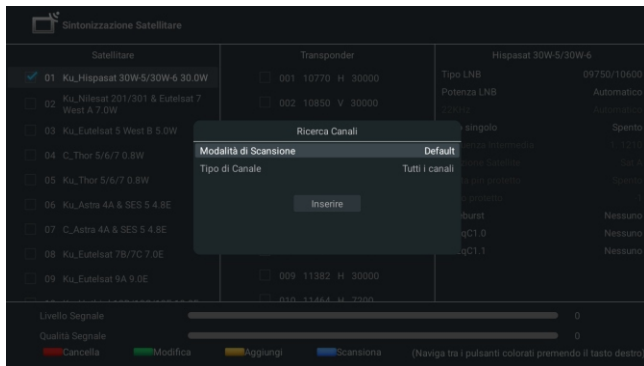 Sintonizzazione Satellitare
Satellitare
Transponder
Hispasat 30W-5/30W-6
01 Ku_Hispasat 30W-5/30W-6 30.0W
001 10770 H 30000
Tipo LNB 09750/10600
Potenza LNB Automatico
02 Ku_Nilesat 201/301 & Eutelsat 7 West A 7.0W
002 10850 V 30000
22KHz Automatico
03 Ku_Eutelsat 5 West B 5.0W
singolo Spento
04 C_Thor 5/6/7 0.8W
05 Ku_Thor 5/6/7 0.8W
06 Ku_Astra 4A & SES 5 4.8E
07 C_Astra 4A & SES 5 4.8E
Nessuno
08 Ku_Eutelsat 7B/7C 7.0E
Nessuno
09 Ku_Eutelsat 9A 9.0E
009 11382 H 30000
010 11464 H 7200
Ricerca Canali
Modalità di Scansione Default
Tipo di Canale Tutti i canali
Inserire
Livello Segnale 0
Qualità Segnale 0
Cancella Modifica Aggiungi Scansiona (Naviga tra i pulsanti colorati premendo il tasto destro)